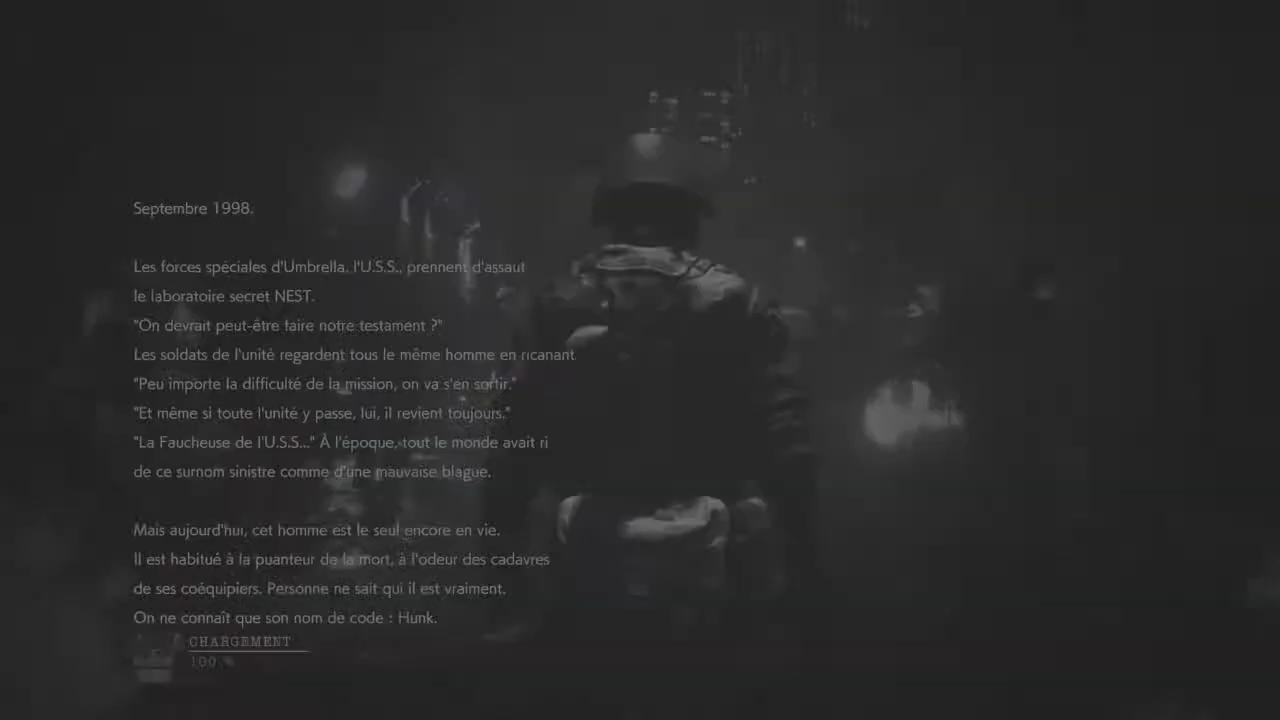 Septembre 1998.
Les forces spéciales d'Umbrella, l'U.S.S., prennent d'assaut
le laboratoire secret NEST.
"On devrait peut-être faire notre testament ?"
Les soldats de l'unité regardent tous le même homme en ricanant.
"Peu importe la difficulté de la mission, on va s'en sortir."
"Et même si toute l'unité y passe, lui, il revient toujours."
"La Faucheuse de l'U.S.S..." À l'époque, tout le monde avait ri
de ce surnom sinistre comme d'une mauvaise blague.
Mais aujourd'hui, cet homme est le seul encore en vie.
Il est habitué à la puanteur de la mort, à l'odeur des cadavres
de ses coéquipiers. Personne ne sait qui il est vraiment.
On ne connaît que son nom de code : Hunk.
CHARGEMENT
100 %